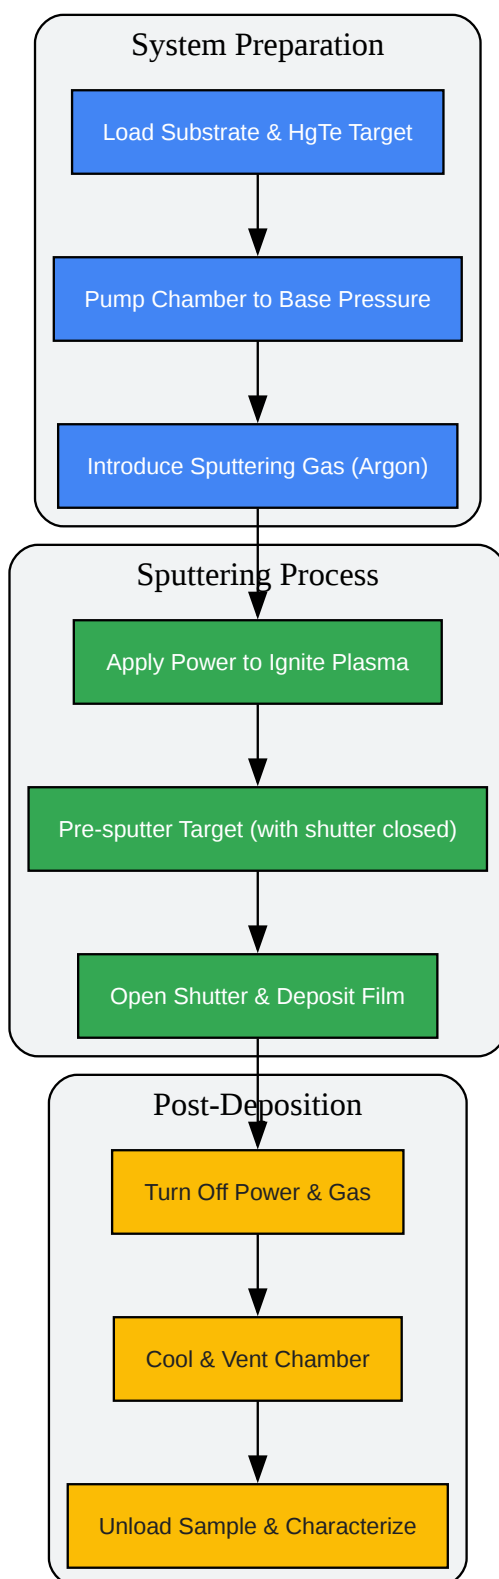 System Preparation
Load Substrate & HgTe Target
Pump Chamber to Base Pressure
Introduce Sputtering Gas (Argon)
Sputtering Process
Apply Power to Ignite Plasma
Pre-sputter Target (with shutter closed)
Open Shutter & Deposit Film
Post-Deposition
Turn Off Power & Gas
Cool & Vent Chamber
Unload Sample & Characterize